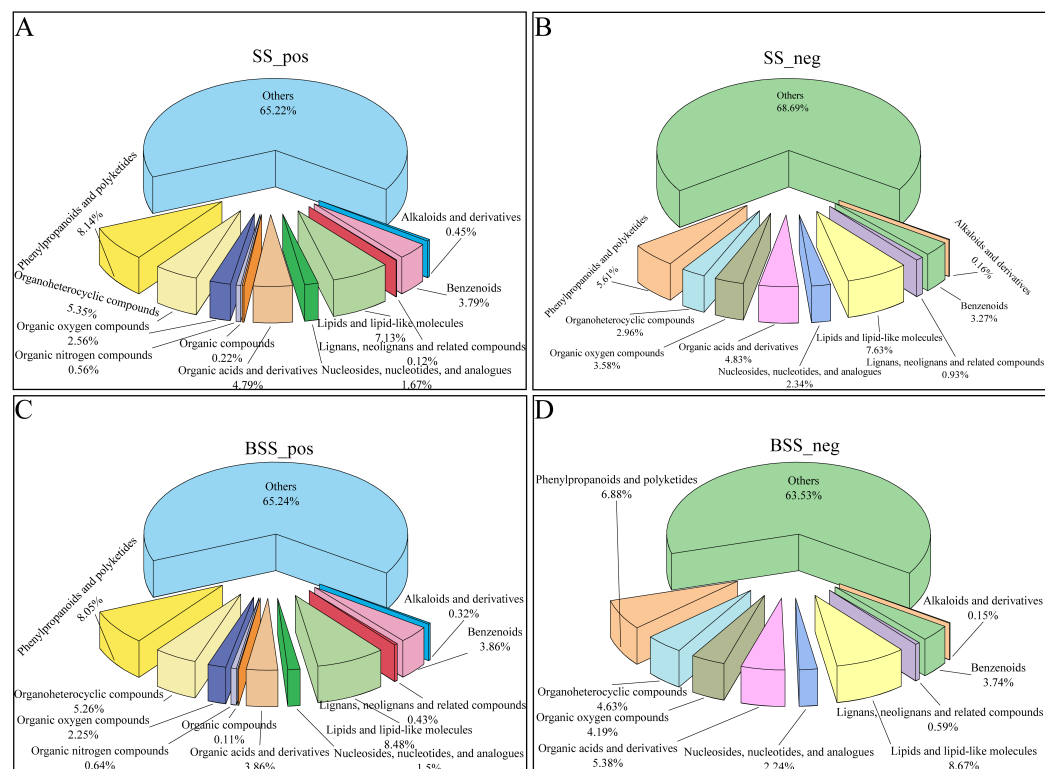 A
SS_pos
Others
65.22%
Phenylpropanoids and polyketides
8.14%
Organoheterocyclic compounds
5.35%
Organic oxygen compounds
2.56%
Organic nitrogen compounds
0.56%
Organic compounds
0.22%
Organic acids and derivatives
4.79%
Nucleosides, nucleotides, and analogues
1.67%
Lipids and lipid-like molecules
7.13%
Lignans, neolignans and related compounds
0.12%
Benzenoids
3.79%
Alkaloids and derivatives
0.45%
B
SS_neg
Others
68.69%
Phenylpropanoids and polyketides
5.61%
Organoheterocyclic compounds
2.96%
Organic oxygen compounds
3.58%
Organic acids and derivatives
4.83%
Nucleosides, nucleotides, and analogues
2.34%
Lipids and lipid-like molecules
7.63%
Lignans, neolignans and related compounds
0.93%
Benzenoids
3.27%
Alkaloids and derivatives
0.16%
C
BSS_pos
Others
65.24%
Phenylpropanoids and polyketides
8.05%
Organoheterocyclic compounds
5.26%
Organic oxygen compounds
2.25%
Organic nitrogen compounds
0.64%
Organic compounds
0.11%
Organic acids and derivatives
3.86%
Nucleosides, nucleotides, and analogues
1.5%
Lipids and lipid-like molecules
8.48%
Lignans, neolignans and related compounds
0.43%
Benzenoids
3.86%
Alkaloids and derivatives
0.32%
D
BSS_neg
Others
63.53%
Phenylpropanoids and polyketides
6.88%
Organoheterocyclic compounds
4.63%
Organic oxygen compounds
4.19%
Organic acids and derivatives
5.38%
Nucleosides, nucleotides, and analogues
2.24%
Lipids and lipid-like molecules
8.67%
Lignans, neolignans and related compounds
0.59%
Benzenoids
3.74%
Alkaloids and derivatives
0.15%